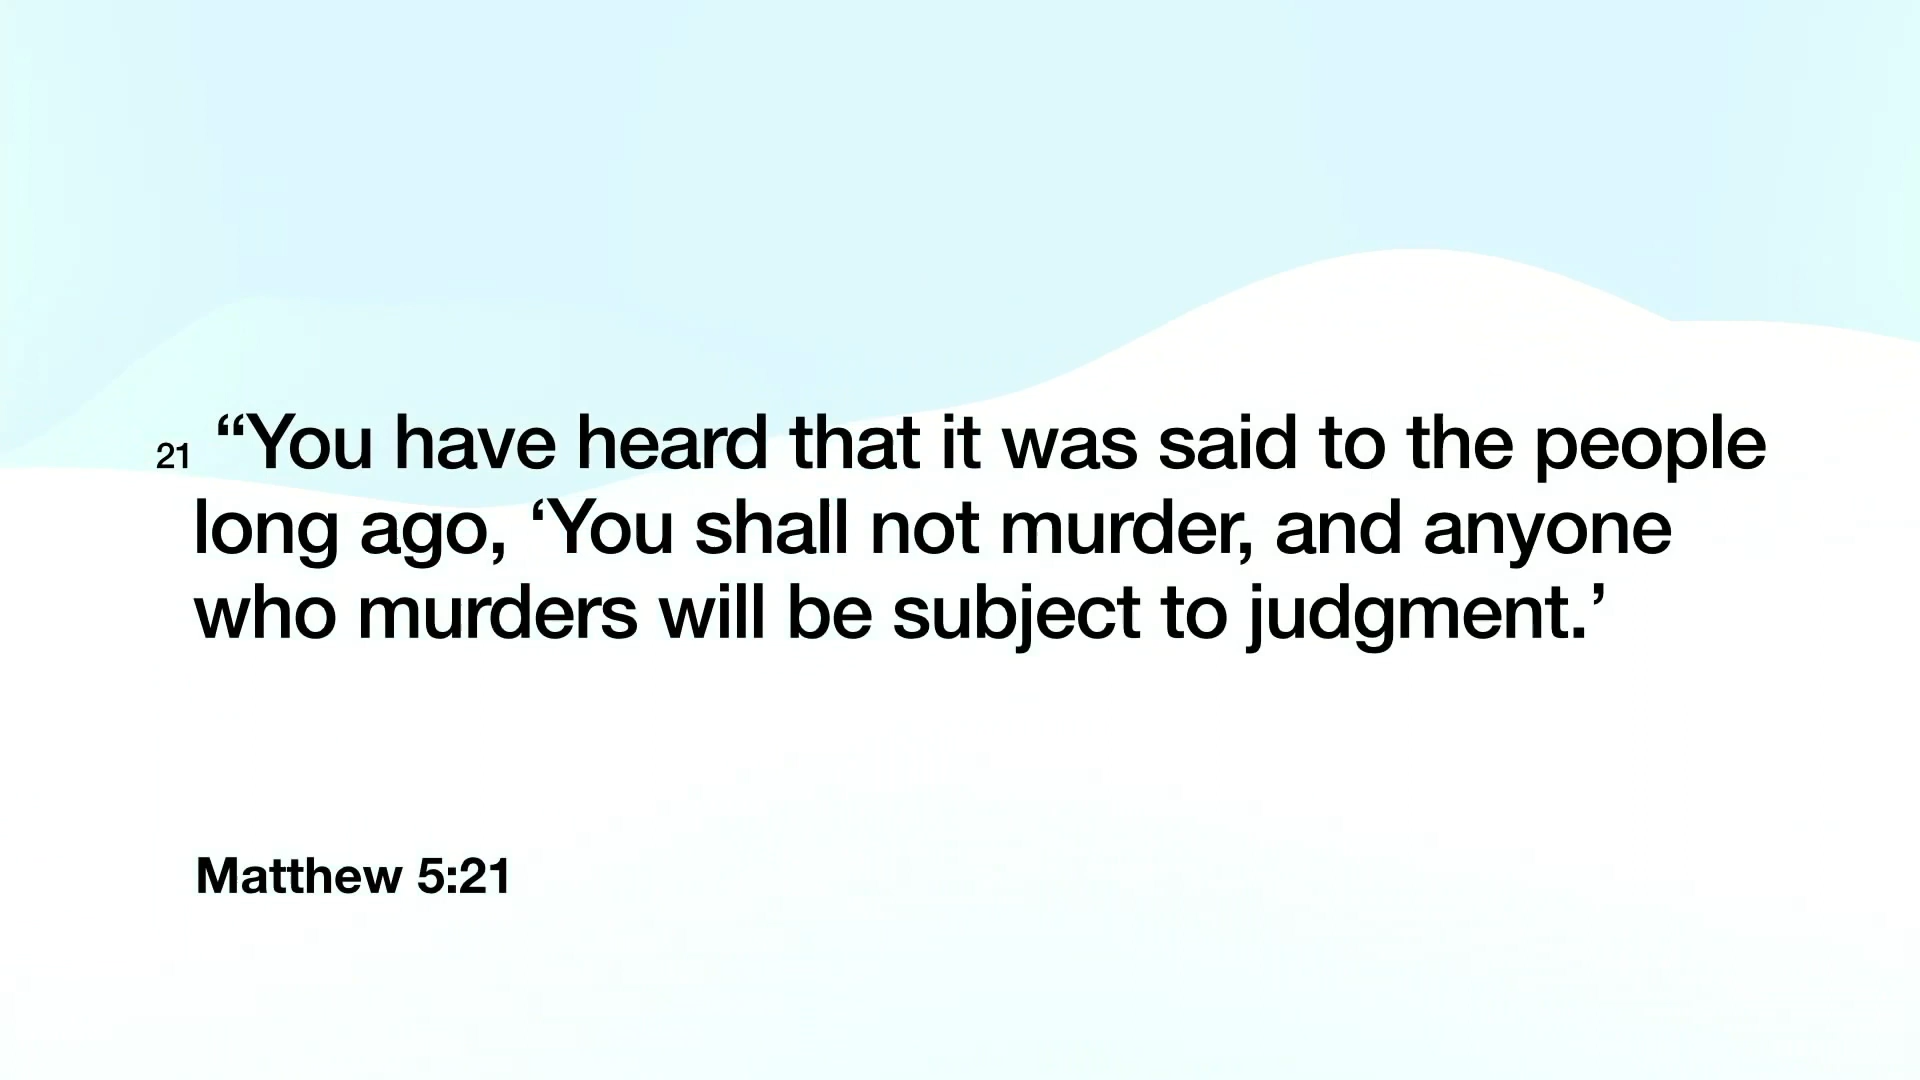 21 “You have heard that it was said to the people
long ago, ‘You shall not murder, and anyone
who murders will be subject to judgment.’
Matthew 5:21